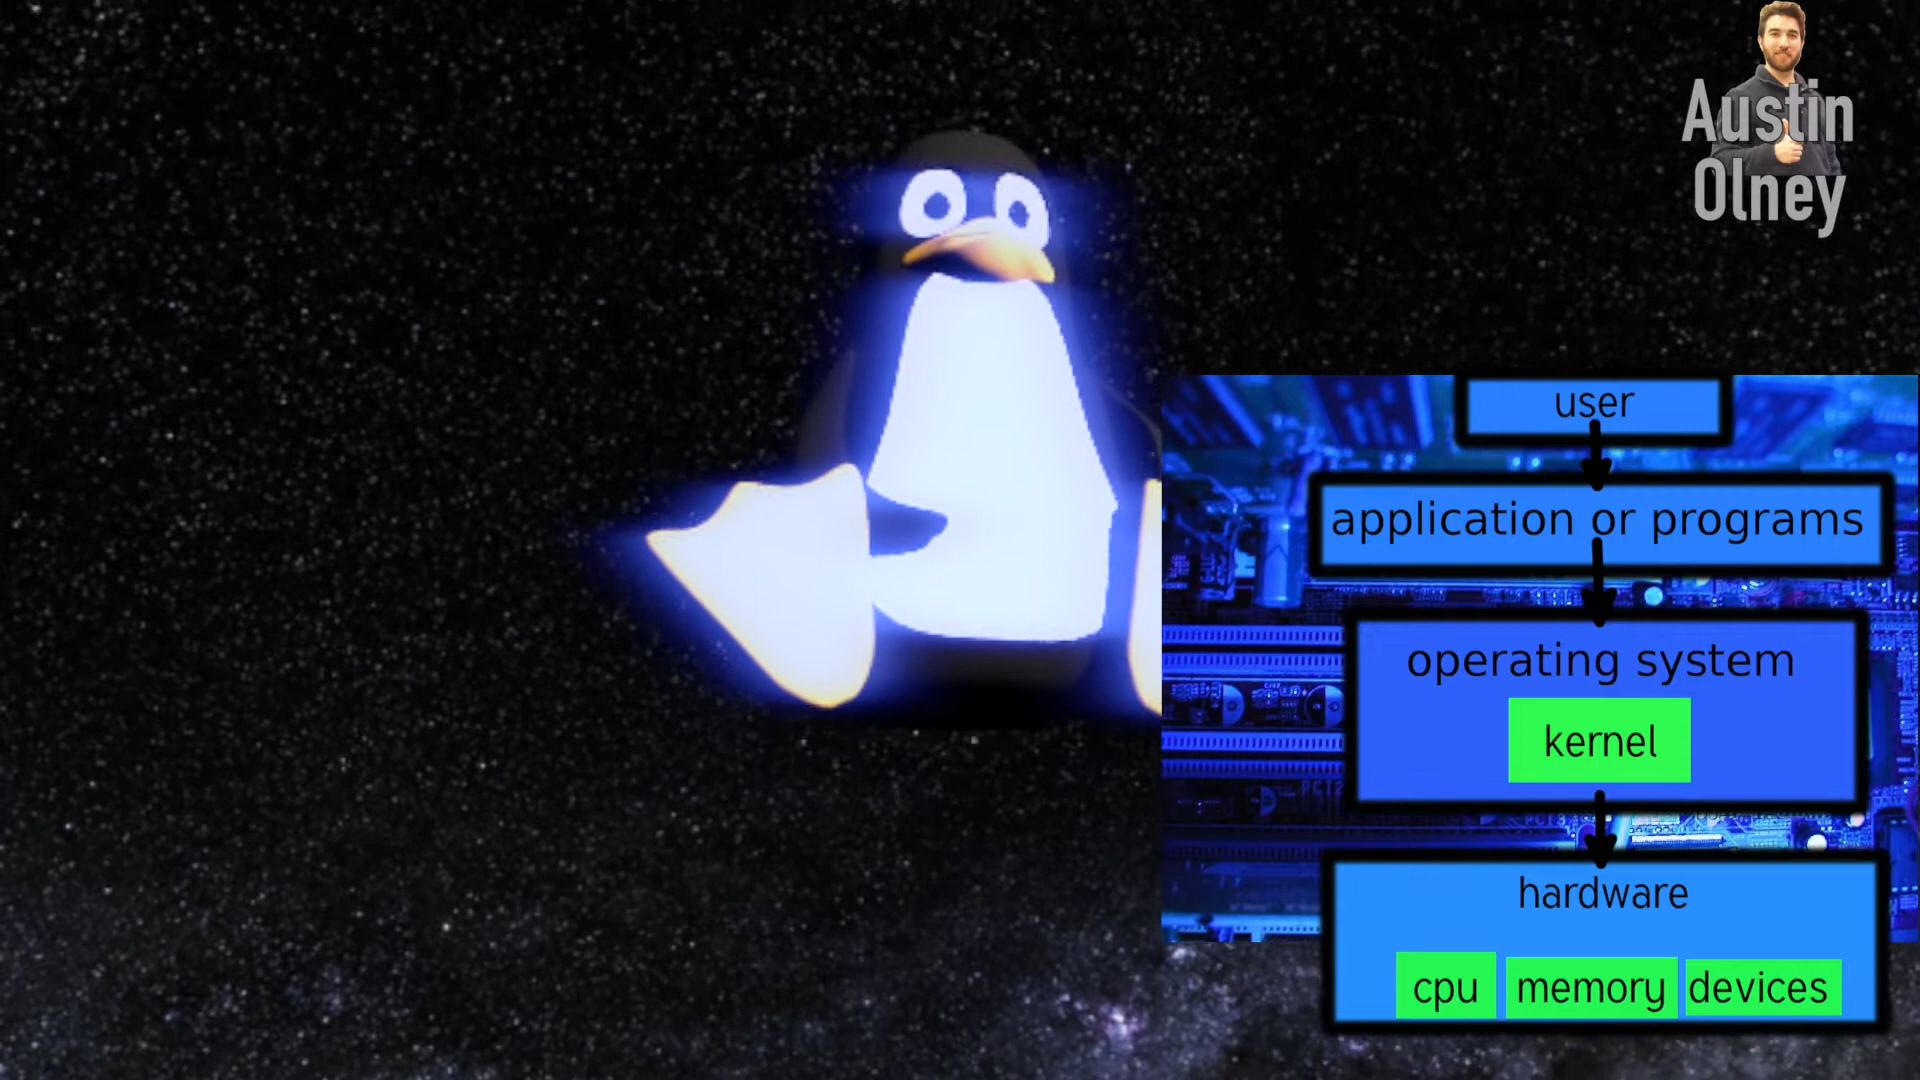 Austin
Olney
user
application or programs
operating system
kernel
hardware
cpu
memory
devices